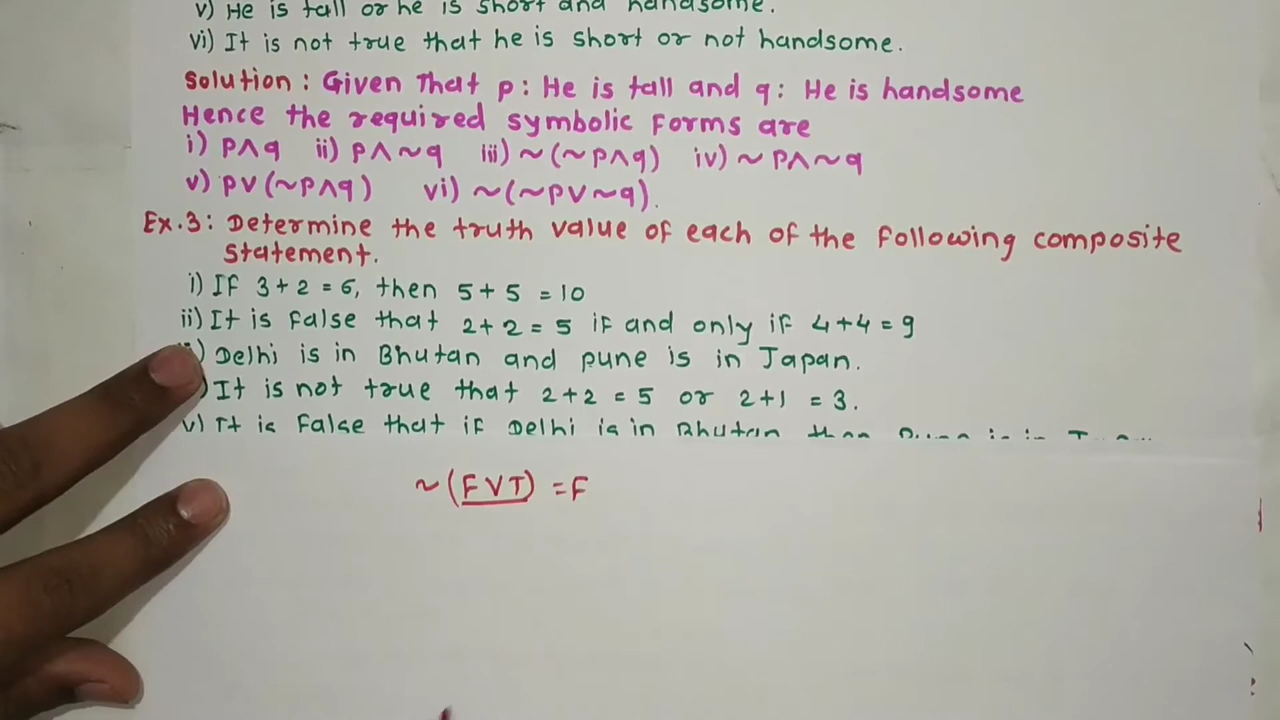 v) He is tall or he is short and handsome.
vi) It is not true that he is short or not handsome.
Solution : Given That p : He is tall and q : He is handsome
Hence the required symbolic forms are
i) p∧q ii) p∧~q iii) ~(~p∧q) iv) ~p∧~q
v) p∨(~p∧q) vi) ~(~p∨~q).
Ex.3: Determine the truth value of each of the following composite
statement.
i) If 3+2 = 6, then 5+5 = 10
ii) It is false that 2+2 = 5 if and only if 4+4 = 9
) Delhi is in Bhutan and pune is in Japan.
) It is not true that 2+2 = 5 or 2+1 = 3.
v) It is false that if Delhi is in Bhutan
~(F∨T) = F